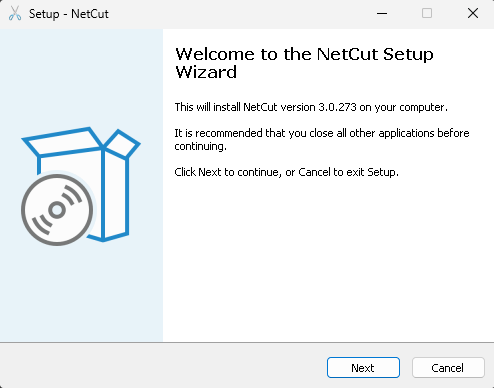 Setup - NetCut
Welcome to the NetCut Setup
Wizard
This will install NetCut version 3.0.273 on your computer.
It is recommended that you close all other applications before
continuing.
Click Next to continue, or Cancel to exit Setup.
Next
Cancel